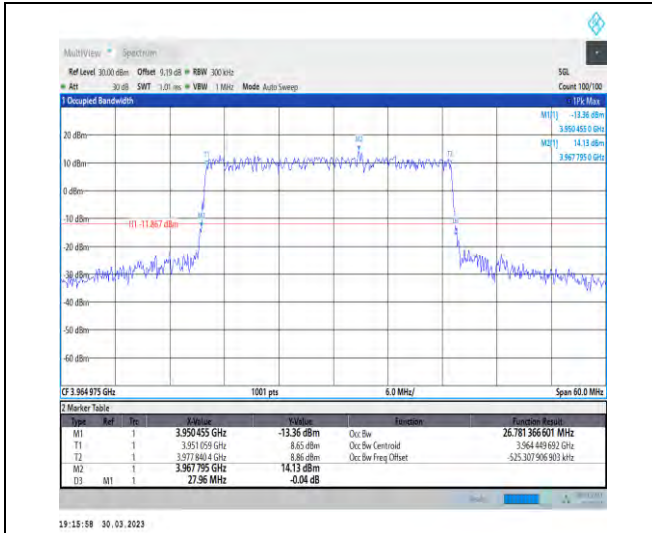 MultiView Spectrum
Ref Level 30.00 dBm Offset 9.19 dB RBW 300 kHz SGL
Att 30 dB SWT 1.01 ms VBW 1 MHz Mode Auto Sweep Count 100/100
1 Occupied Bandwidth 1Pk Max
M1[1] -13.36 dBm
3.950 455 0 GHz
M2[1] 14.13 dBm
3.967 795 0 GHz
20 dBm
M2
T1 T2
10 dBm
0 dBm
-10 dBm
H1 -11.867 dBm
-30 dBm
-40 dBm
-50 dBm
-60 dBm
CF 3.964 975 GHz 1001 pts 6.0 MHz/ Span 60.0 MHz
2 Marker Table
Type Ref Trc X-Value Y-Value Function Function Result
M1 1 3.950 455 GHz -13.36 dBm Occ Bw 26.781 366 601 MHz
T1 1 3.951 059 GHz 8.65 dBm Occ Bw Centroid 3.964 449 692 GHz
T2 1 3.977 840 4 GHz 8.86 dBm Occ Bw Freq Offset -525.307 906 903 kHz
M2 1 3.967 795 GHz 14.13 dBm
D3 M1 1 27.96 MHz -0.04 dB
19:15:58 30.03.2023